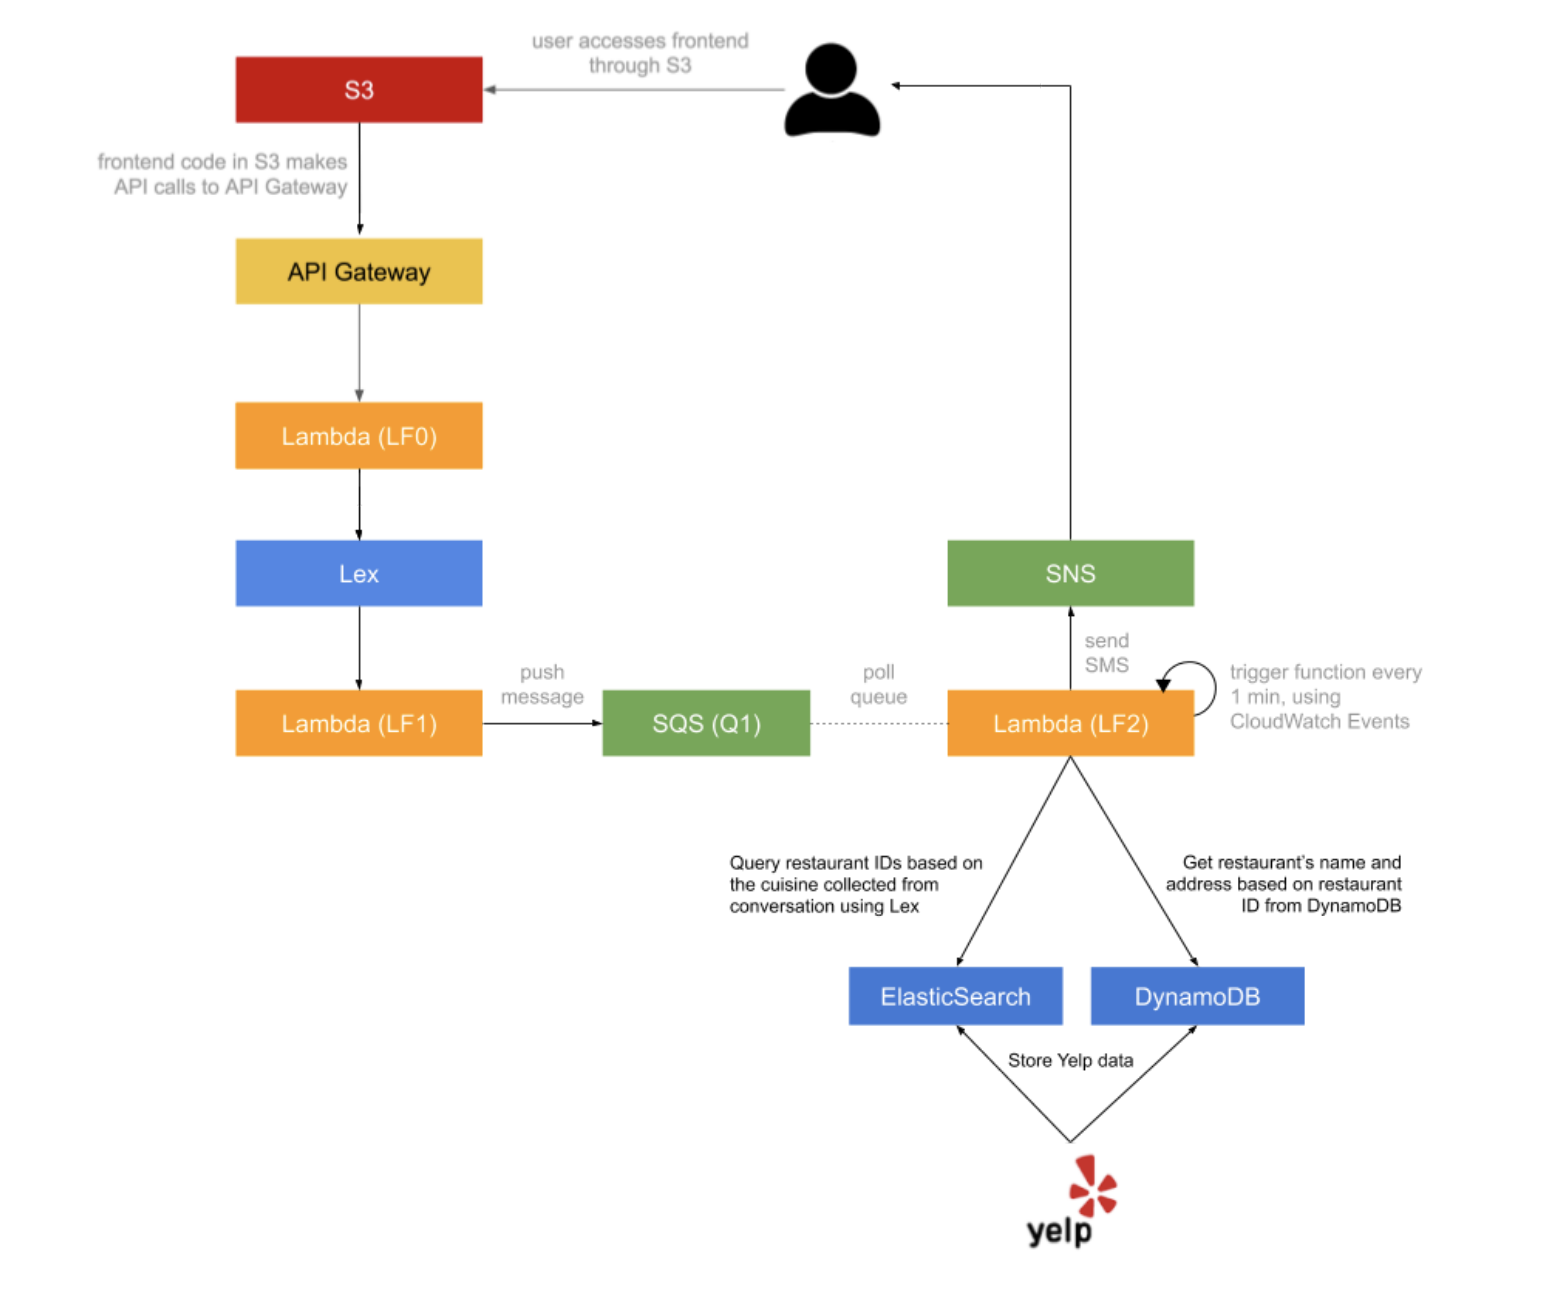 user accesses frontend
through S3
S3
frontend code in S3 makes
API calls to API Gateway
API Gateway
Lambda (LF0)
Lex
SNS
send
SMS
push
message
poll
queue
trigger function every
1 min, using
CloudWatch Events
Lambda (LF1)
SQS (Q1)
Lambda (LF2)
Query restaurant IDs based on
the cuisine collected from
conversation using Lex
Get restaurant's name and
address based on restaurant
ID from DynamoDB
ElasticSearch
DynamoDB
Store Yelp data
yelp